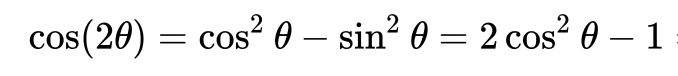 cos(2θ) = cos² θ − sin² θ = 2 cos² θ − 1